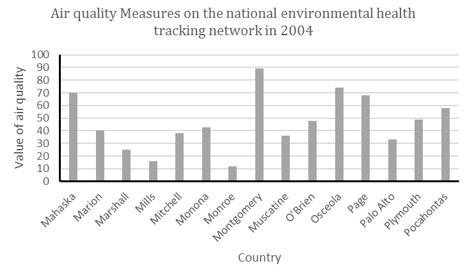 Air quality Measures on the national environmental health
tracking network in 2004
Value of air quality
100
90
80
70
60
50
40
30
20
10
0
Mahaska
Marion
Marshall
Mills
Mitchell
Monona
Monroe
Montgomery
Muscatine
O'Brien
Osceola
Page
Palo Alto
Plymouth
Pocahontas
Country